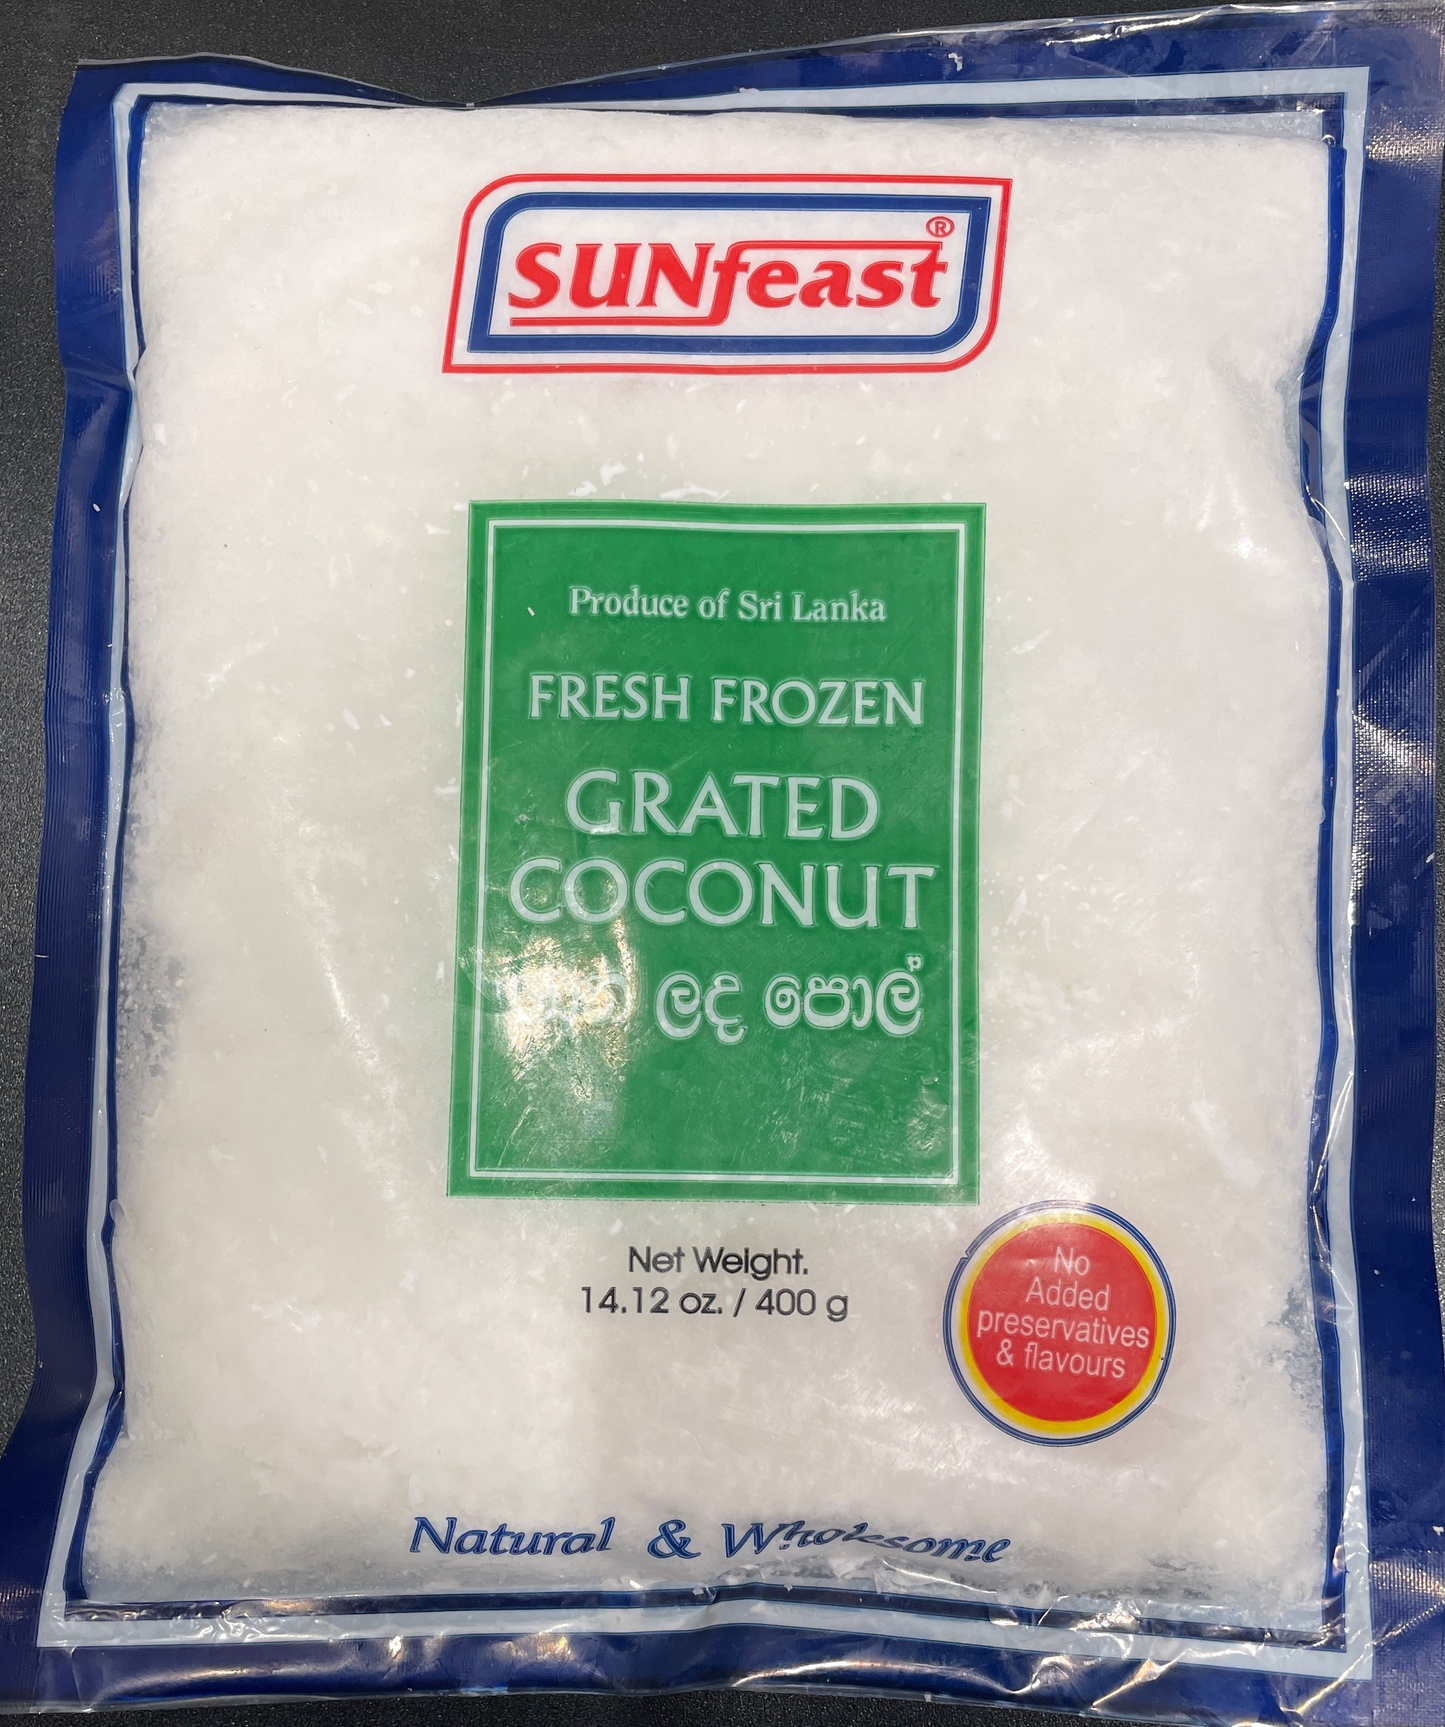 SUNfeast®
Produce of Sri Lanka
FRESH FROZEN
GRATED
COCONUT
ලද පොල්
Net Weight.
14.12 oz. / 400 g
No
Added
preservatives
& flavours
Natural & Wholesome